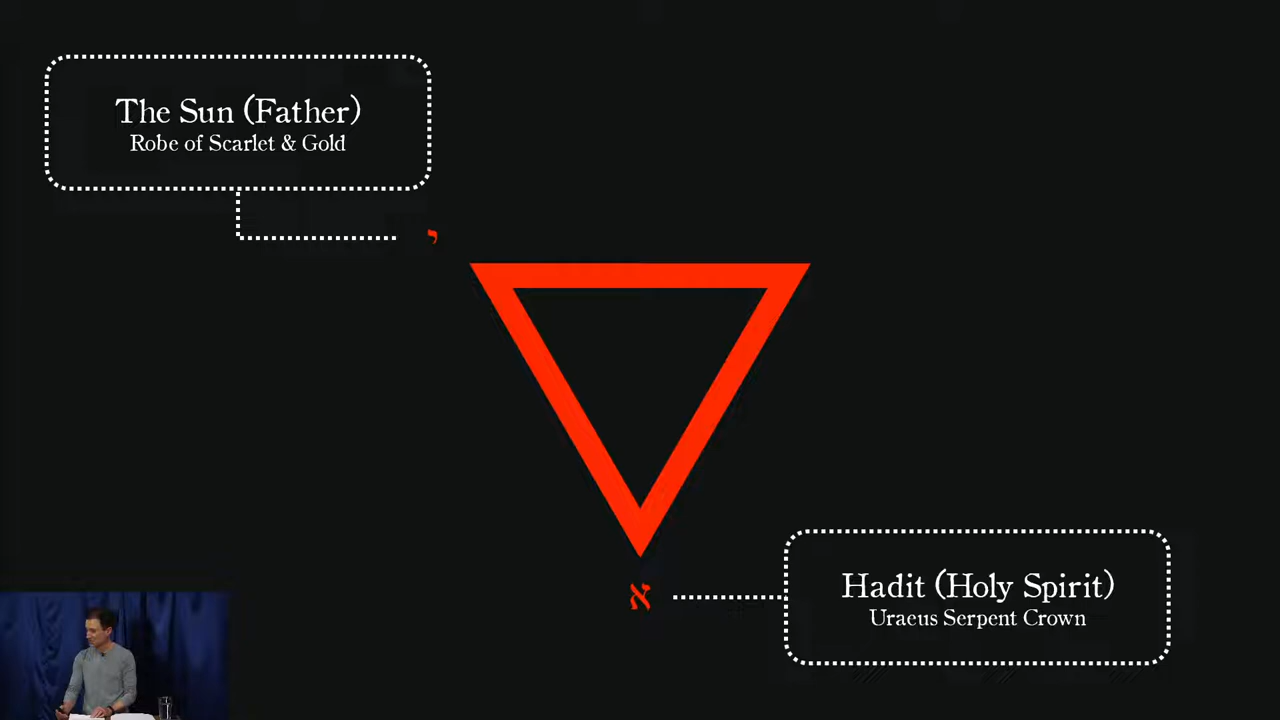 The Sun (Father)
Robe of Scarlet & Gold
י
א
Hadit (Holy Spirit)
Uraeus Serpent Crown